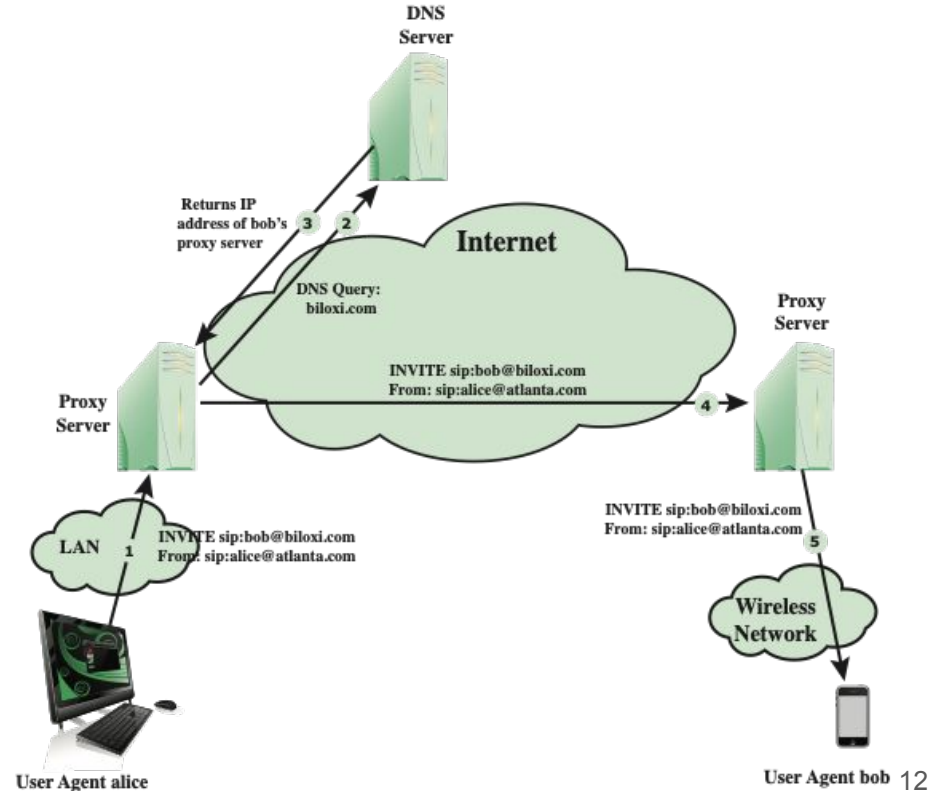 DNS
Server
Returns IP
address of bob's
proxy server
3
2
Internet
DNS Query:
biloxi.com
Proxy
Server
INVITE sip:bob@biloxi.com
From: sip:alice@atlanta.com
4
Proxy
Server
LAN
1
INVITE sip:bob@biloxi.com
From: sip:alice@atlanta.com
INVITE sip:bob@biloxi.com
From: sip:alice@atlanta.com
5
Wireless
Network
User Agent alice
User Agent bob
12